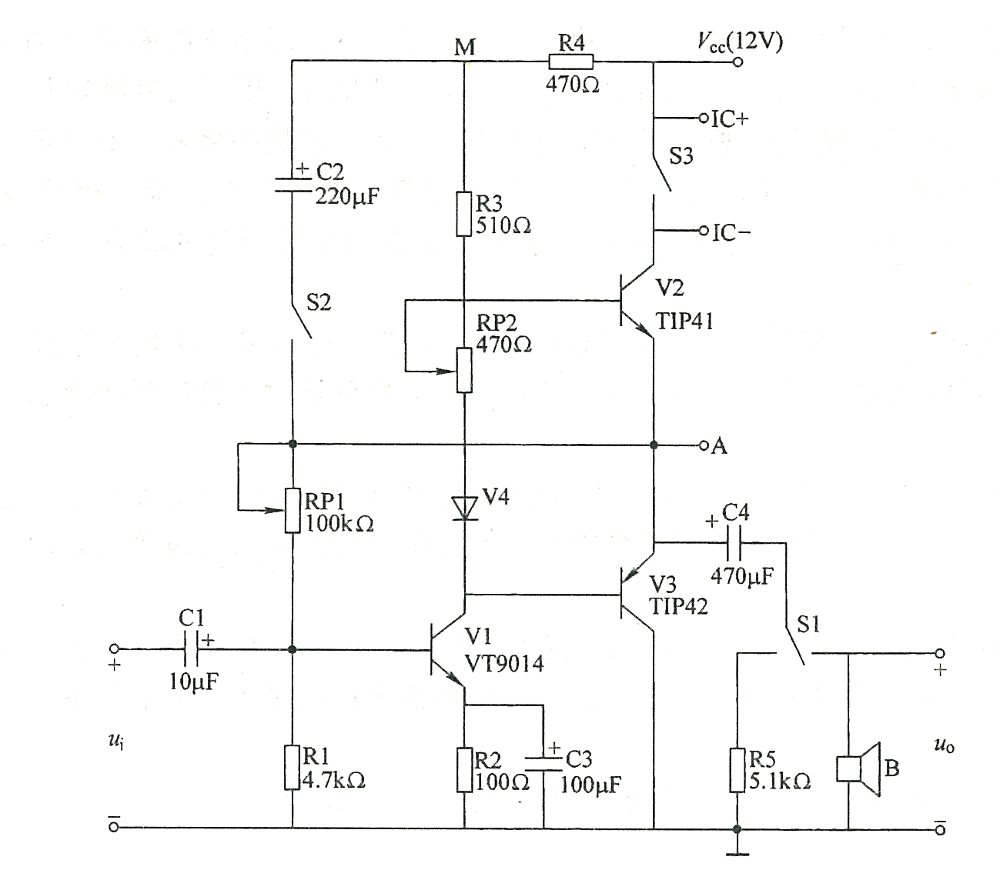 M
R4
470Ω
Vcc(12V)
IC+
S3
IC−
+ C2
220μF
R3
510Ω
S2
V2
TIP41
RP2
470Ω
A
RP1
100kΩ
V4
+ C4
470μF
V3
TIP42
S1
C1
+
10μF
+
V1
VT9014
+
ui
R1
4.7kΩ
R2
100Ω
+ C3
100μF
R5
5.1kΩ
B
uo
−
−